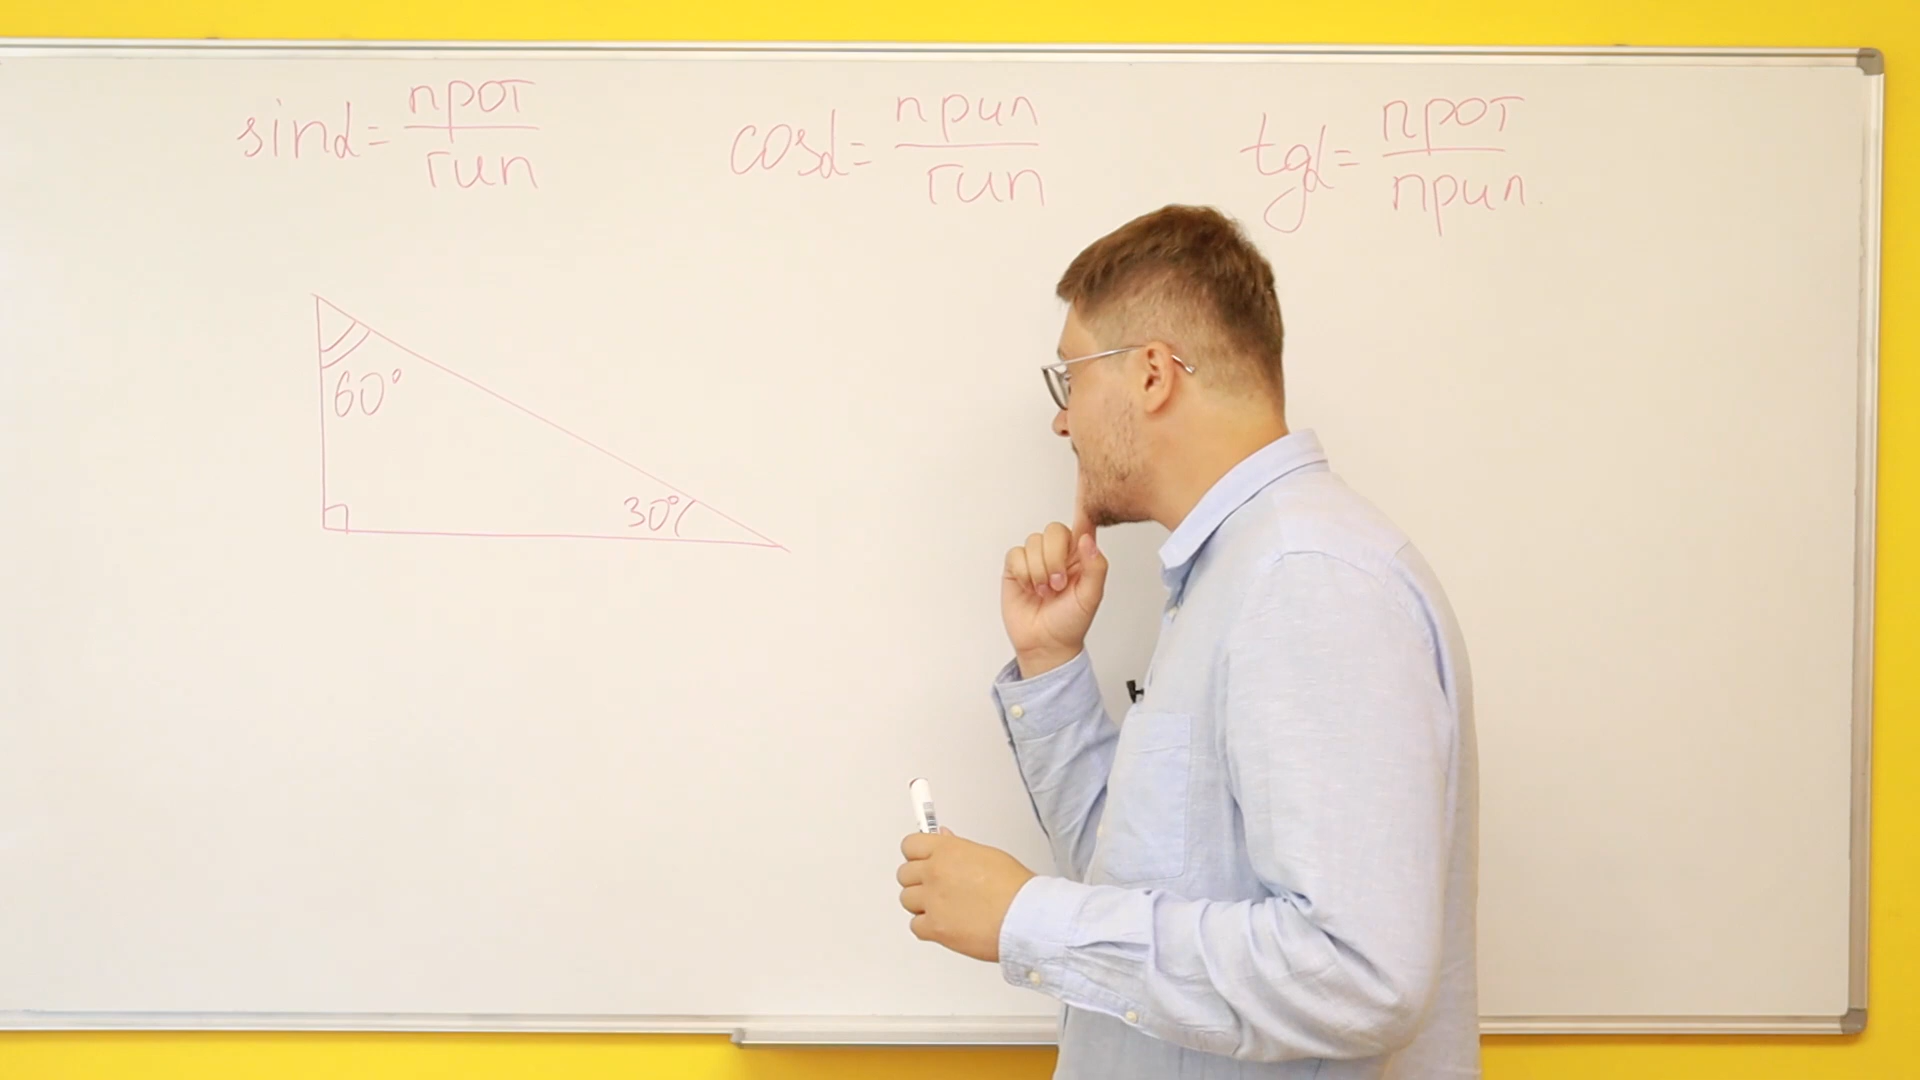 sinα = прот/гип
cosα = прил/гип
tgα = прот/прил.
60°
30°